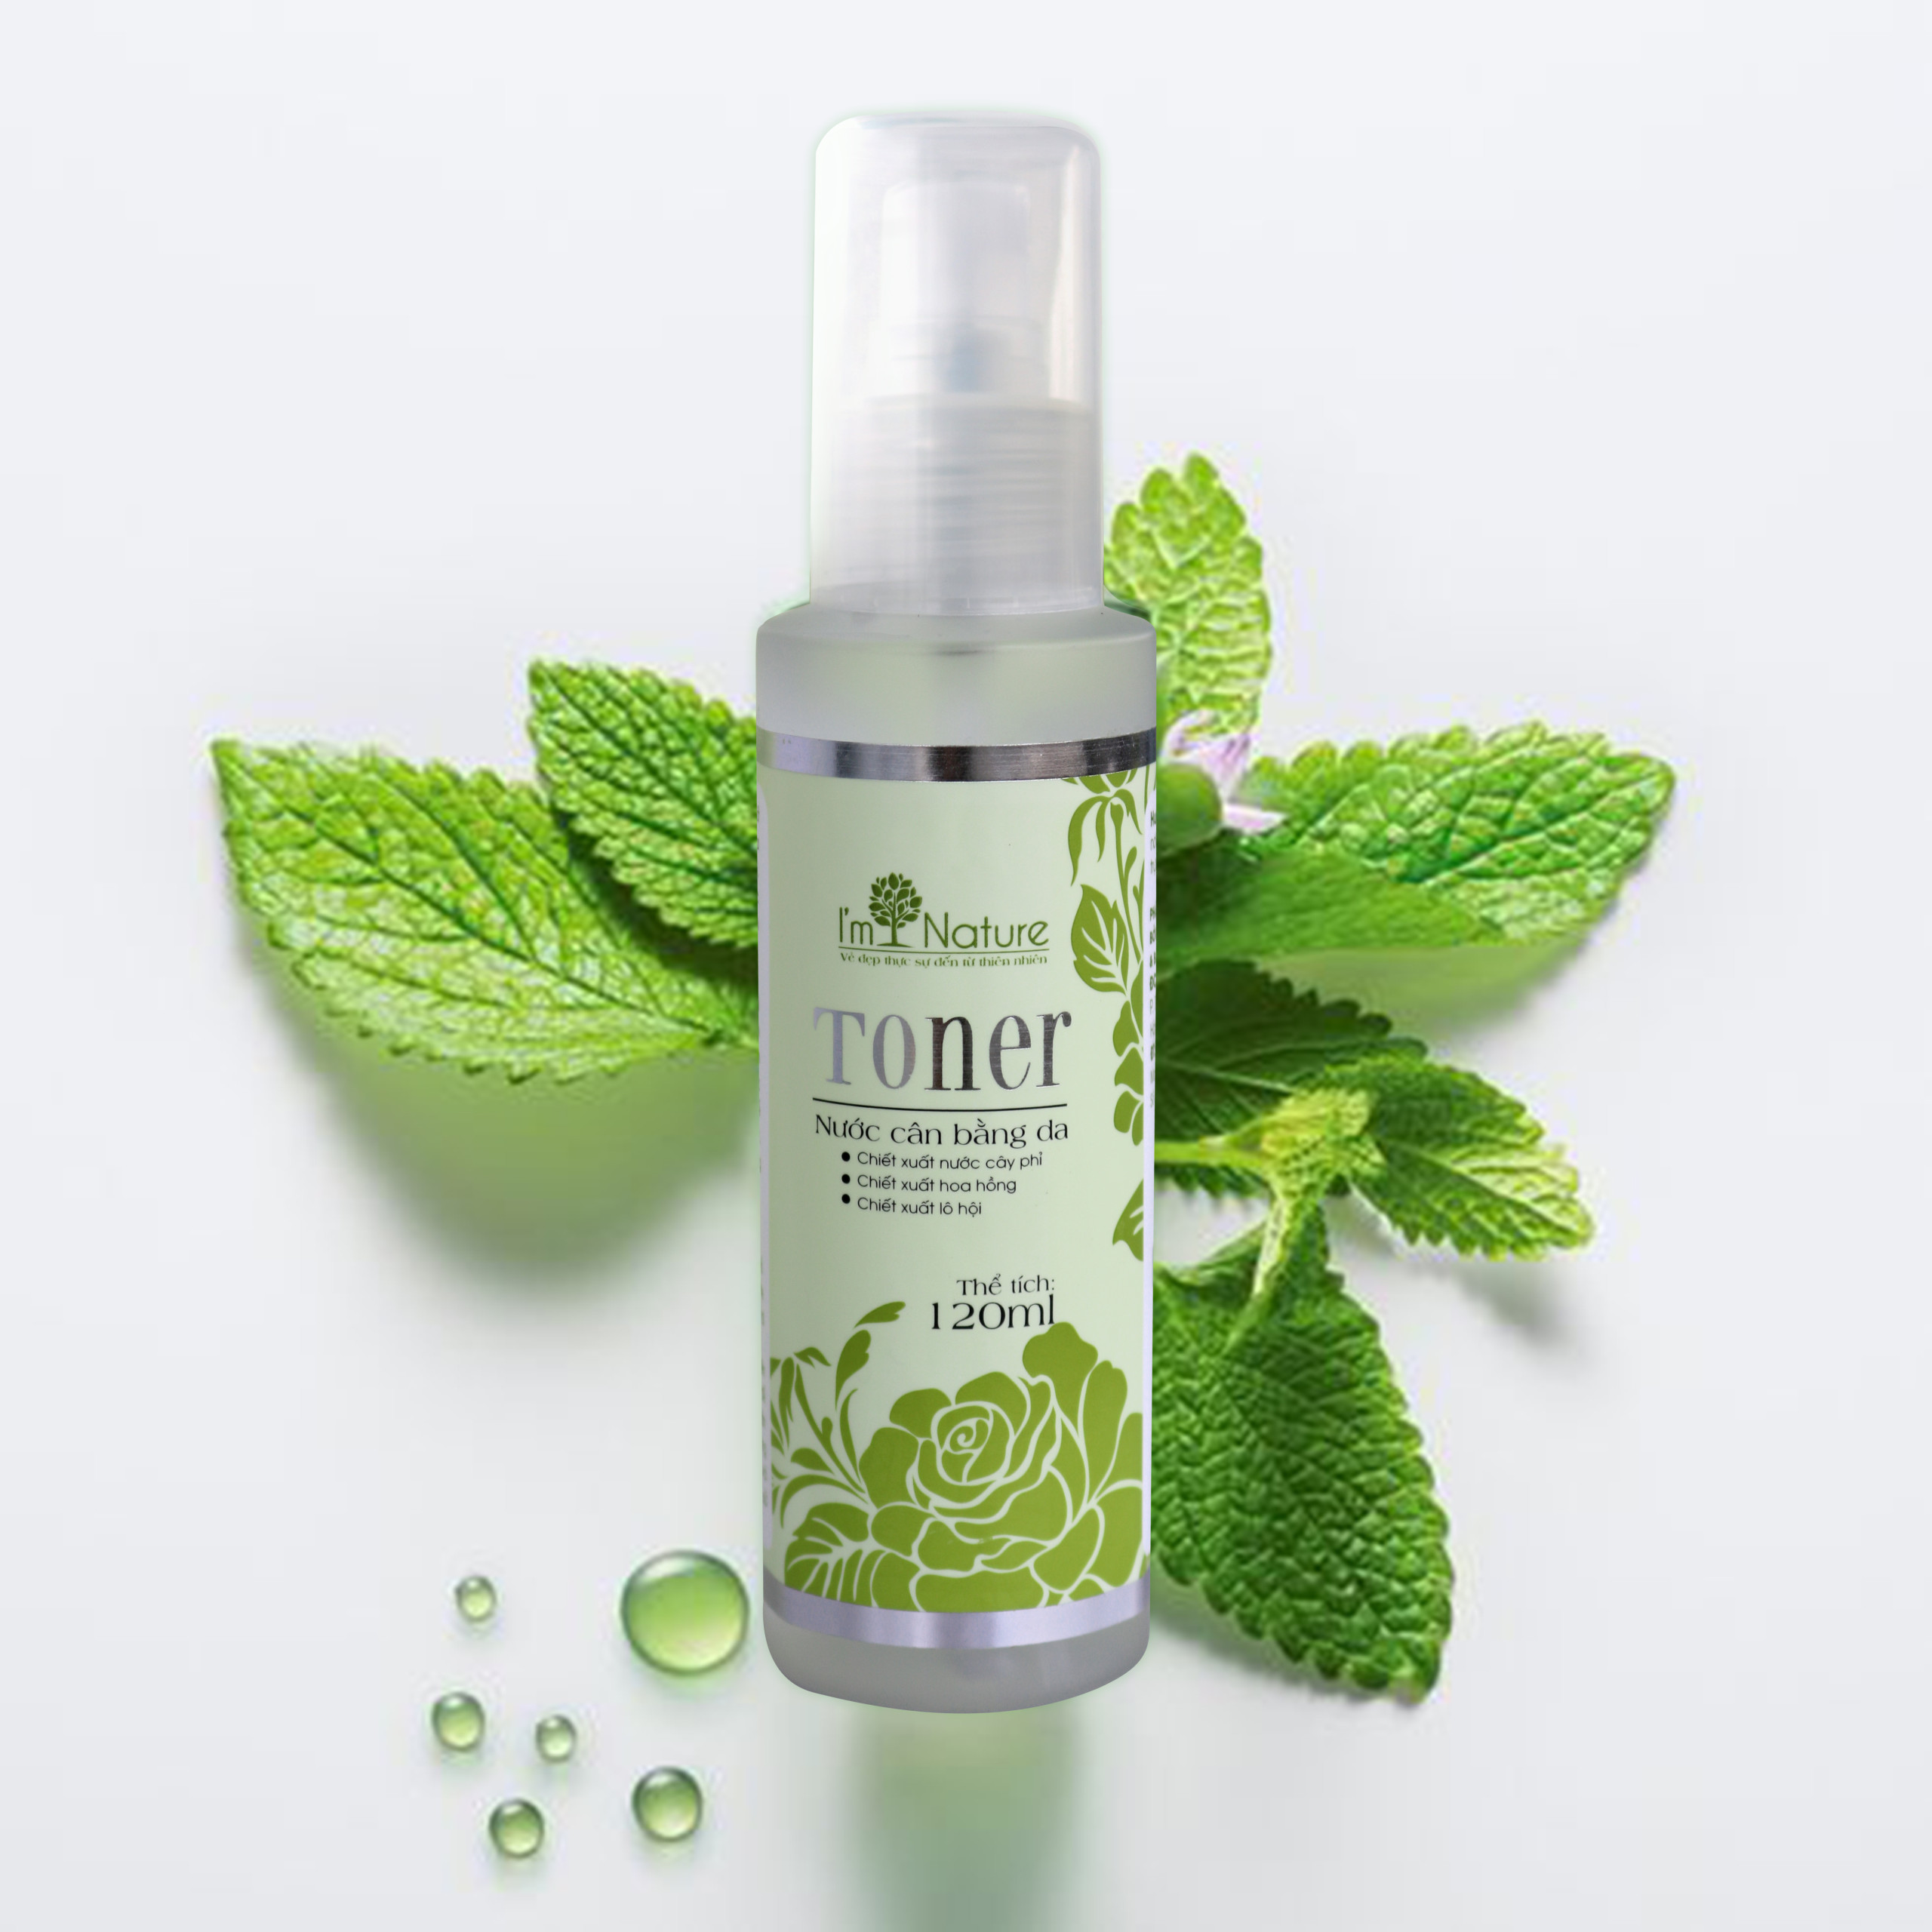 I'm Nature
Vẻ đẹp thực sự đến từ thiên nhiên
Toner
Nước cân bằng da
• Chiết xuất nước cây phỉ
• Chiết xuất hoa hồng
• Chiết xuất lô hội
Thể tích:
120ml